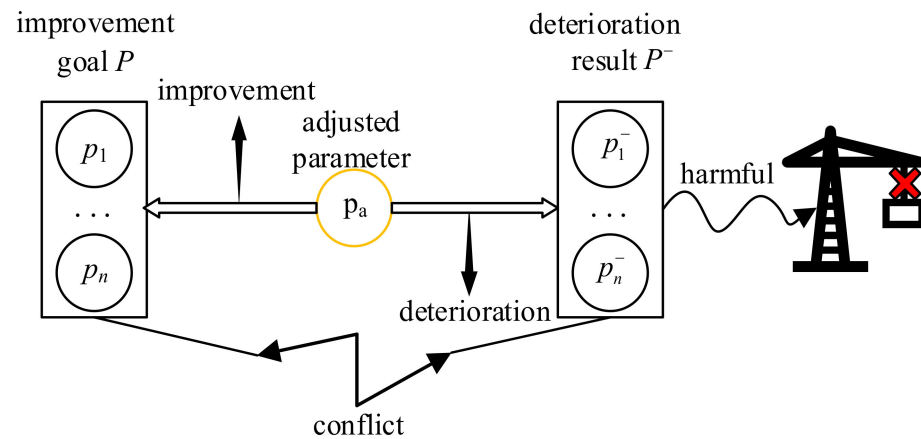 improvement
goal P
deterioration
result P⁻
improvement
adjusted
parameter
harmful
p₁
pₐ
p₁⁻
. . .
. . .
pₙ
pₙ⁻
deterioration
conflict